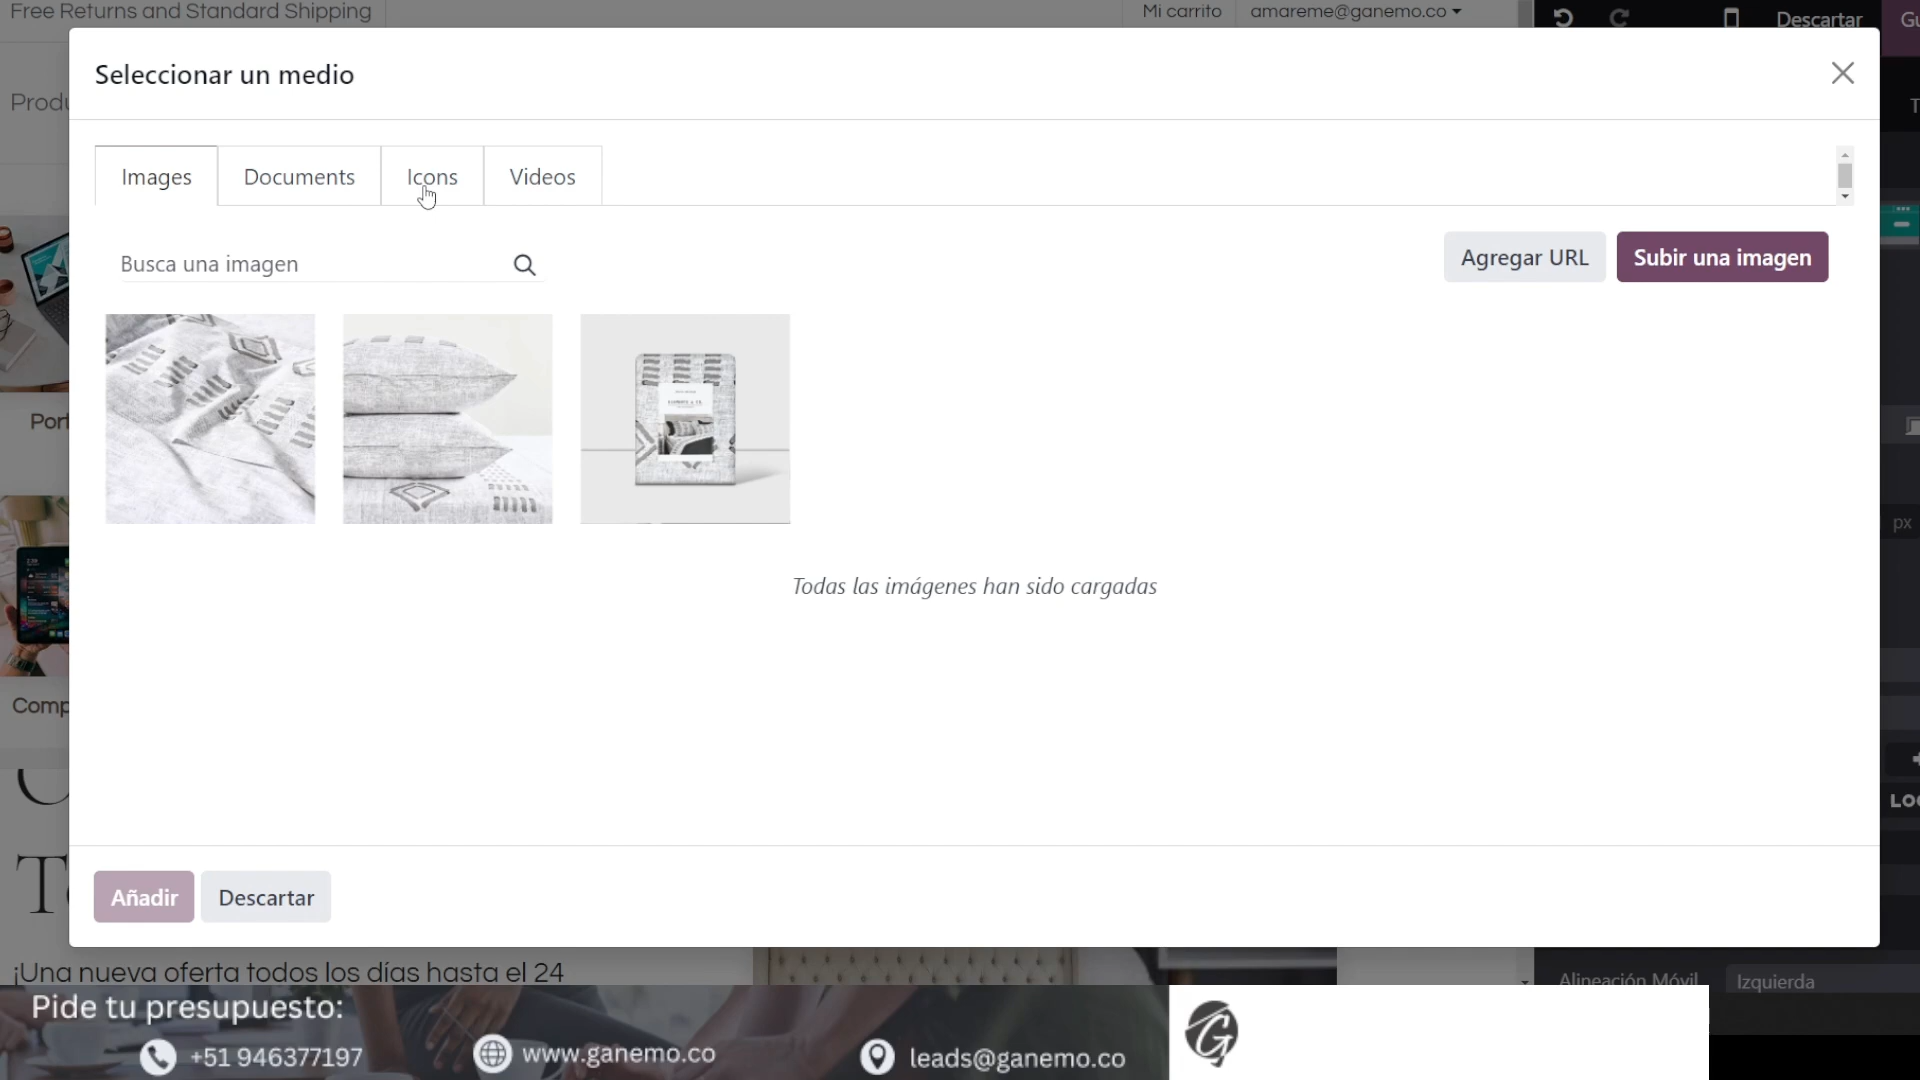 Free Returns and Standard Shipping
Mi carrito
amareme@ganemo.co
Descartar
Seleccionar un medio
Images
Documents
Icons
Videos
Busca una imagen
Agregar URL
Subir una imagen
px
Todas las imágenes han sido cargadas
Añadir
Descartar
¡Una nueva oferta todos los días hasta el 24
Alineación Móvil
Izquierda
Pide tu presupuesto:
+51 946377197
www.ganemo.co
leads@ganemo.co